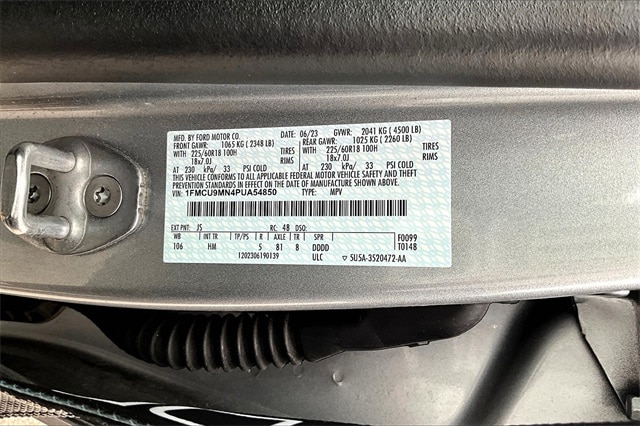 MFD. BY FORD MOTOR CO. 06/23 GVWR: 2041 KG (4500 LB)
FRONT GAWR: 1065 KG (2348 LB) REAR GAWR: 1025 KG (2260 LB)
WITH 225/60R18 100H TIRES WITH 225/60R18 100H TIRES
18x7.0J RIMS 18x7.0J RIMS
AT 230 kPa/ 33 PSI COLD AT 230 kPa/ 33 PSI COLD
THIS VEHICLE CONFORMS TO ALL APPLICABLE FEDERAL MOTOR VEHICLE SAFETY
AND THEFT PREVENTION STANDARDS IN EFFECT ON THE DATE OF MANUFACTURE SHOWN ABOVE.
VIN: 1FMCU9MN4PUA54850 TYPE: MPV
EXT PNT: JS RC: 48 DSO:
WB INT TR TP/PS R AXLE TR SPR F0099
106 HM 5 81 8 DDDD T0148
1202306190139 ULC 5U5A-3520472-AA